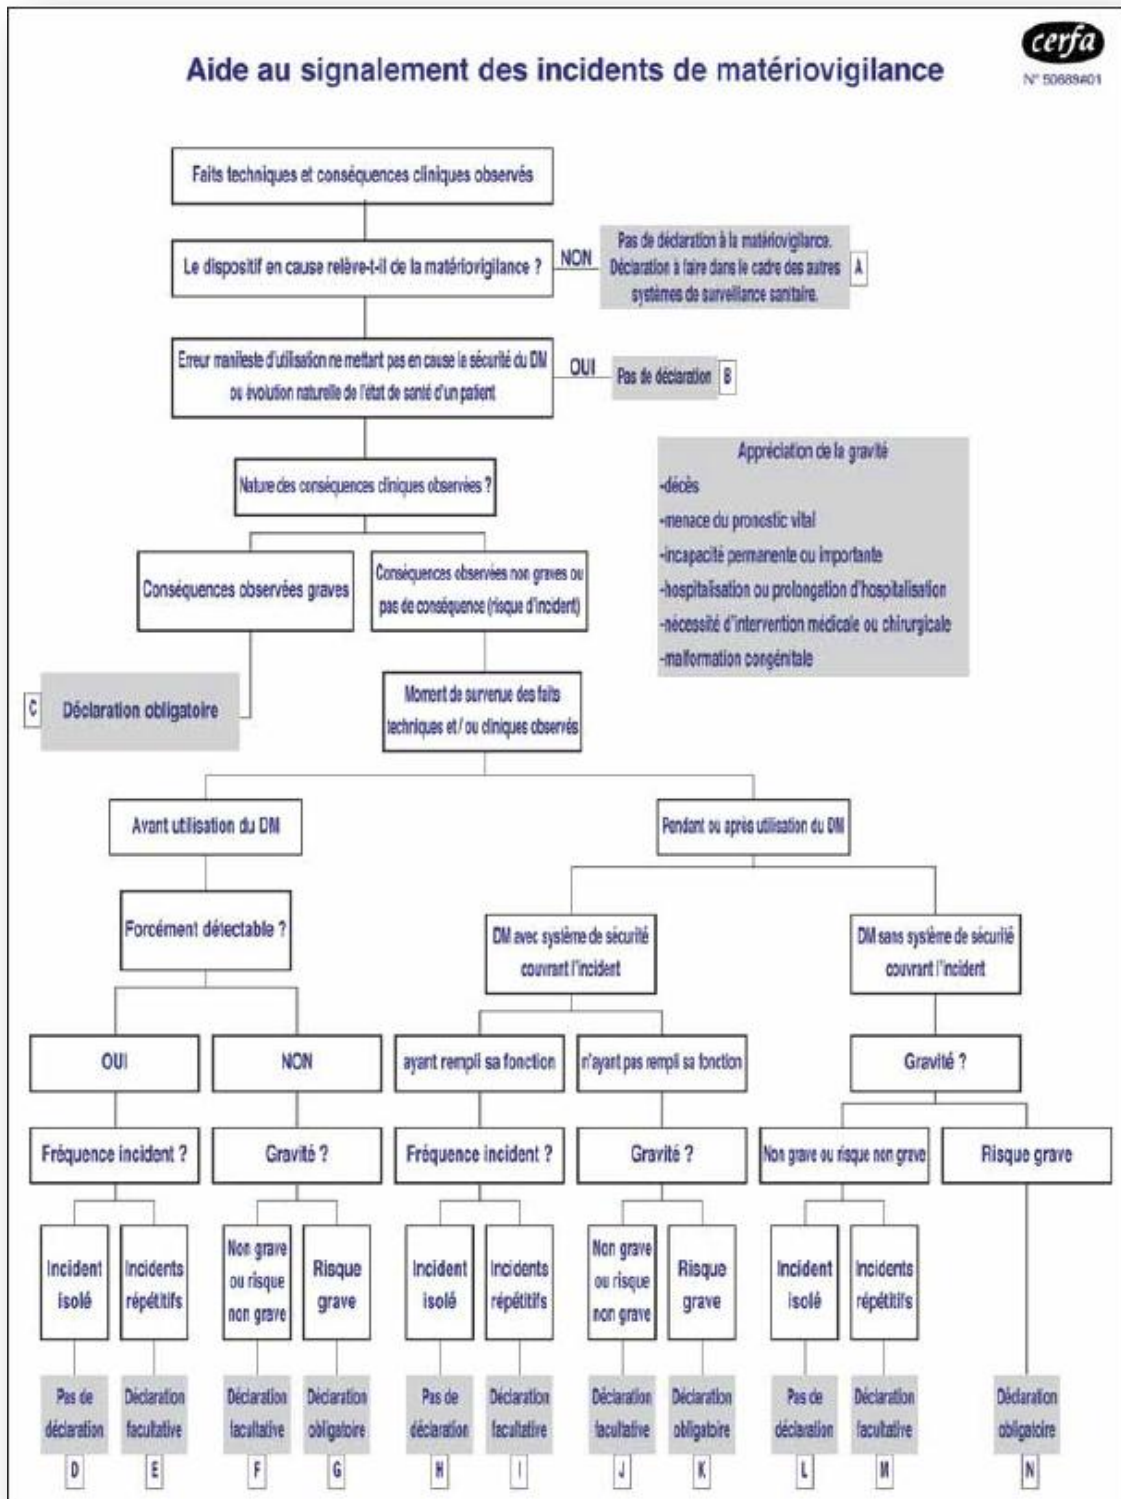 cerfa
N° 50689#01
Aide au signalement des incidents de matériovigilance
Faits techniques et conséquences cliniques observés
Le dispositif en cause relève-t-il de la matériovigilance ?
NON
Pas de déclaration à la matériovigilance.
Déclaration à faire dans le cadre des autres
systèmes de surveillance sanitaire.
A
Erreur manifeste d'utilisation ne mettant pas en cause la sécurité du DM
ou évolution naturelle de l'état de santé d'un patient
OUI
Pas de déclaration
B
Nature des conséquences cliniques observées ?
Appréciation de la gravité
-décès
-menace du pronostic vital
-incapacité permanente ou importante
-hospitalisation ou prolongation d'hospitalisation
-nécessité d'intervention médicale ou chirurgicale
-malformation congénitale
Conséquences observées graves
Conséquences observées non graves ou
pas de conséquence (risque d'incident)
C
Déclaration obligatoire
Moment de survenue des faits
techniques et / ou cliniques observés
Avant utilisation du DM
Pendant ou après utilisation du DM
Forcément détectable ?
DM avec système de sécurité
couvrant l'incident
DM sans système de sécurité
couvrant l'incident
OUI
NON
ayant rempli sa fonction
n'ayant pas rempli sa fonction
Gravité ?
Fréquence incident ?
Gravité ?
Fréquence incident ?
Gravité ?
Non grave ou risque non grave
Risque grave
Incident
isolé
Incidents
répétitifs
Non grave
ou risque
non grave
Risque
grave
Incident
isolé
Incidents
répétitifs
Non grave
ou risque
non grave
Risque
grave
Incident
isolé
Incidents
répétitifs
Pas de
déclaration
Déclaration
facultative
Déclaration
facultative
Déclaration
obligatoire
Pas de
déclaration
Déclaration
facultative
Déclaration
facultative
Déclaration
obligatoire
Pas de
déclaration
Déclaration
facultative
Déclaration
obligatoire
D
E
F
G
H
I
J
K
L
M
N